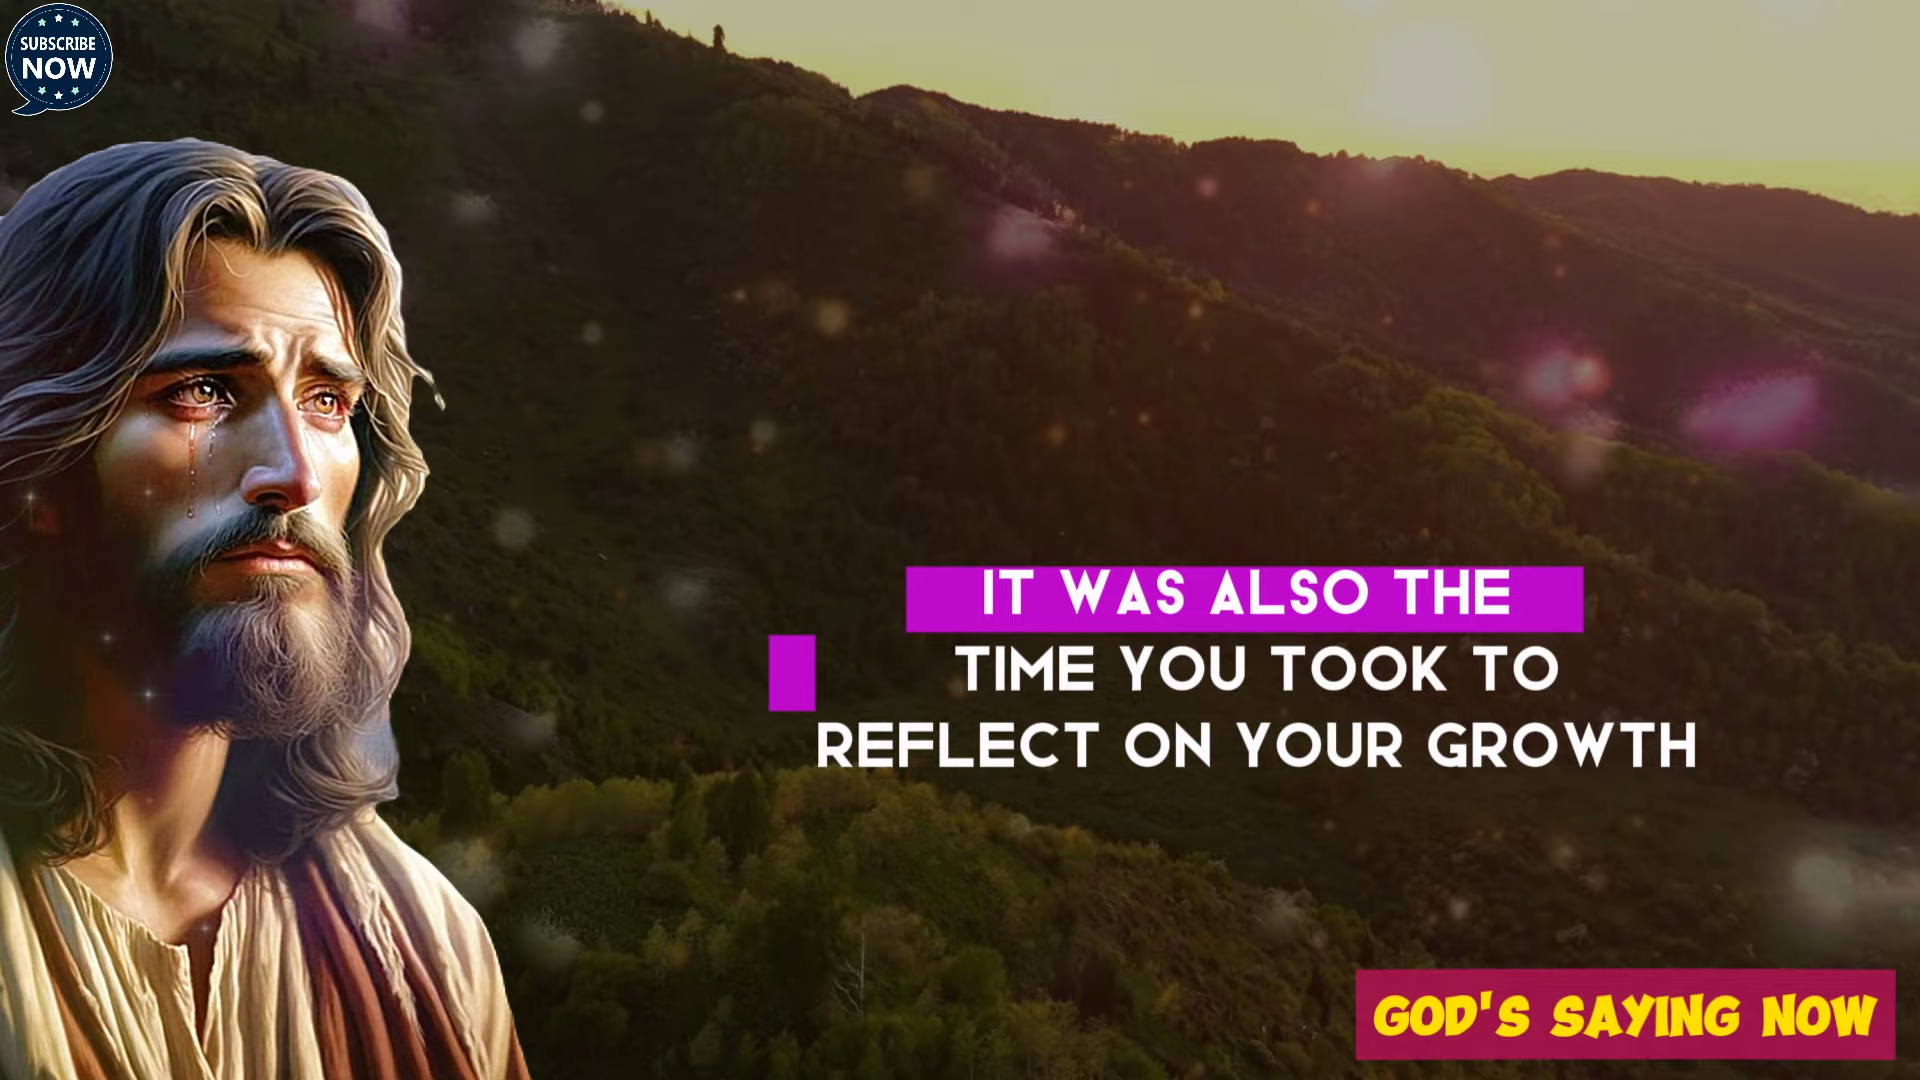 SUBSCRIBE
NOW
IT WAS ALSO THE
TIME YOU TOOK TO
REFLECT ON YOUR GROWTH
GOD'S SAYING NOW